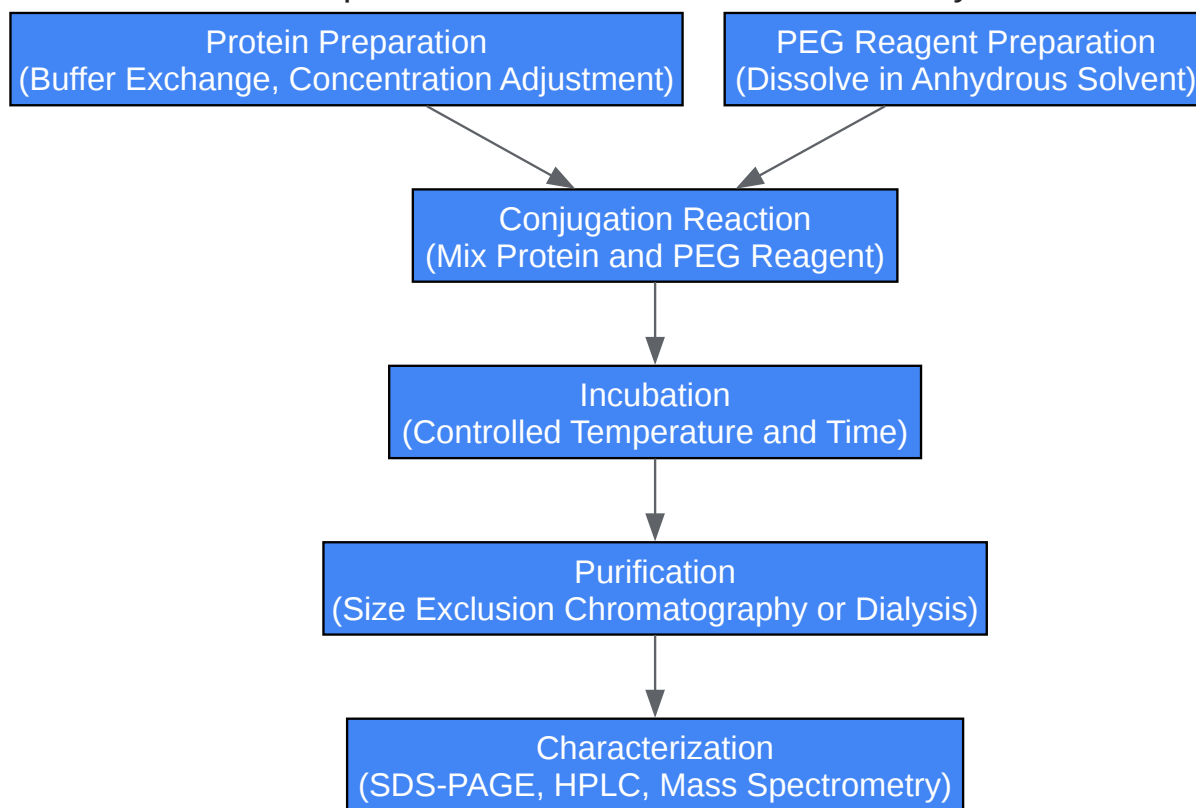 Protein Preparation
(Buffer Exchange, Concentration Adjustment)
PEG Reagent Preparation
(Dissolve in Anhydrous Solvent)
Conjugation Reaction
(Mix Protein and PEG Reagent)
Incubation
(Controlled Temperature and Time)
Purification
(Size Exclusion Chromatography or Dialysis)
Characterization
(SDS-PAGE, HPLC, Mass Spectrometry)